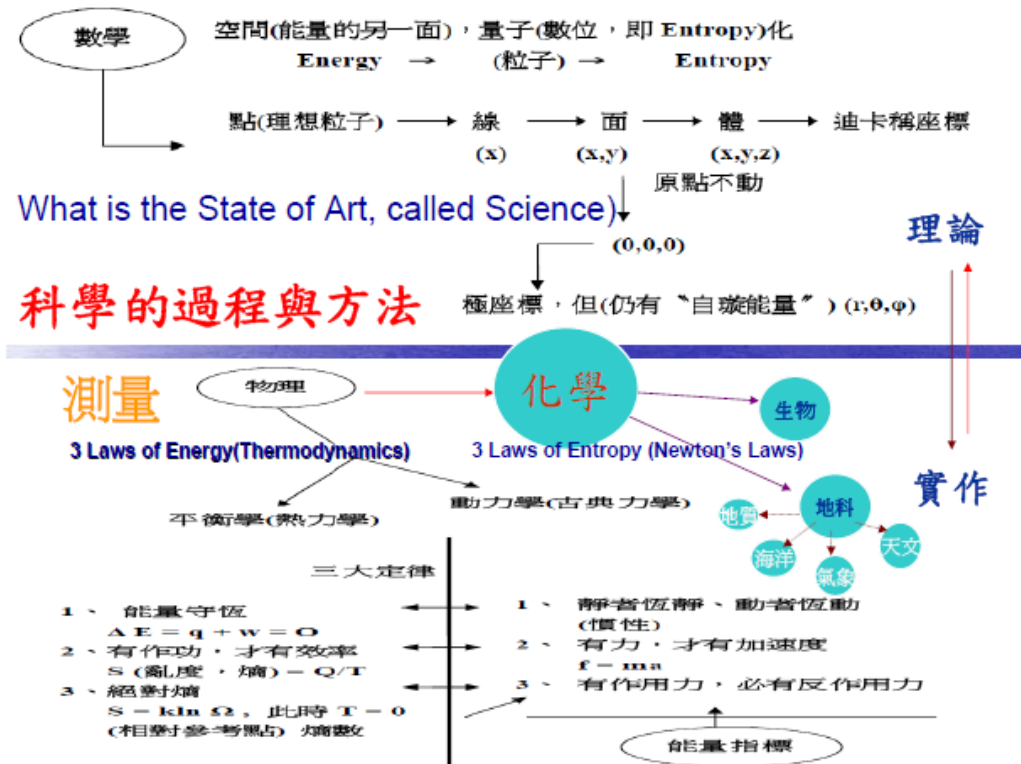 數學
空間(能量的另一面)，量子(數位，即 Entropy)化
Energy → (粒子) → Entropy
點(理想粒子) → 線 → 面 → 體 → 迪卡稱座標
(x) (x,y) (x,y,z)
原點不動
What is the State of Art, called Science)
(0,0,0)
理論
科學的過程與方法
極座標，但(仍有〝自璇能量〞) (r,θ,φ)
測量
物理
化學
生物
3 Laws of Energy(Thermodynamics)
3 Laws of Entropy (Newton's Laws)
實作
平衡學(熱力學)
動力學(古典力學)
地科
地質
海洋
氣象
天文
三大定律
1、 能量守恆
ΔE = q + w = O
2、有作功，才有效率
S (亂度，熵) = Q/T
3、絕對熵
S = kln Ω, 此時 T = 0
(相對參考點) 熵數
1、 靜者恆靜、動者恆動
(慣性)
2、 有力，才有加速度
f = ma
3、 有作用力，必有反作用力
能量指標